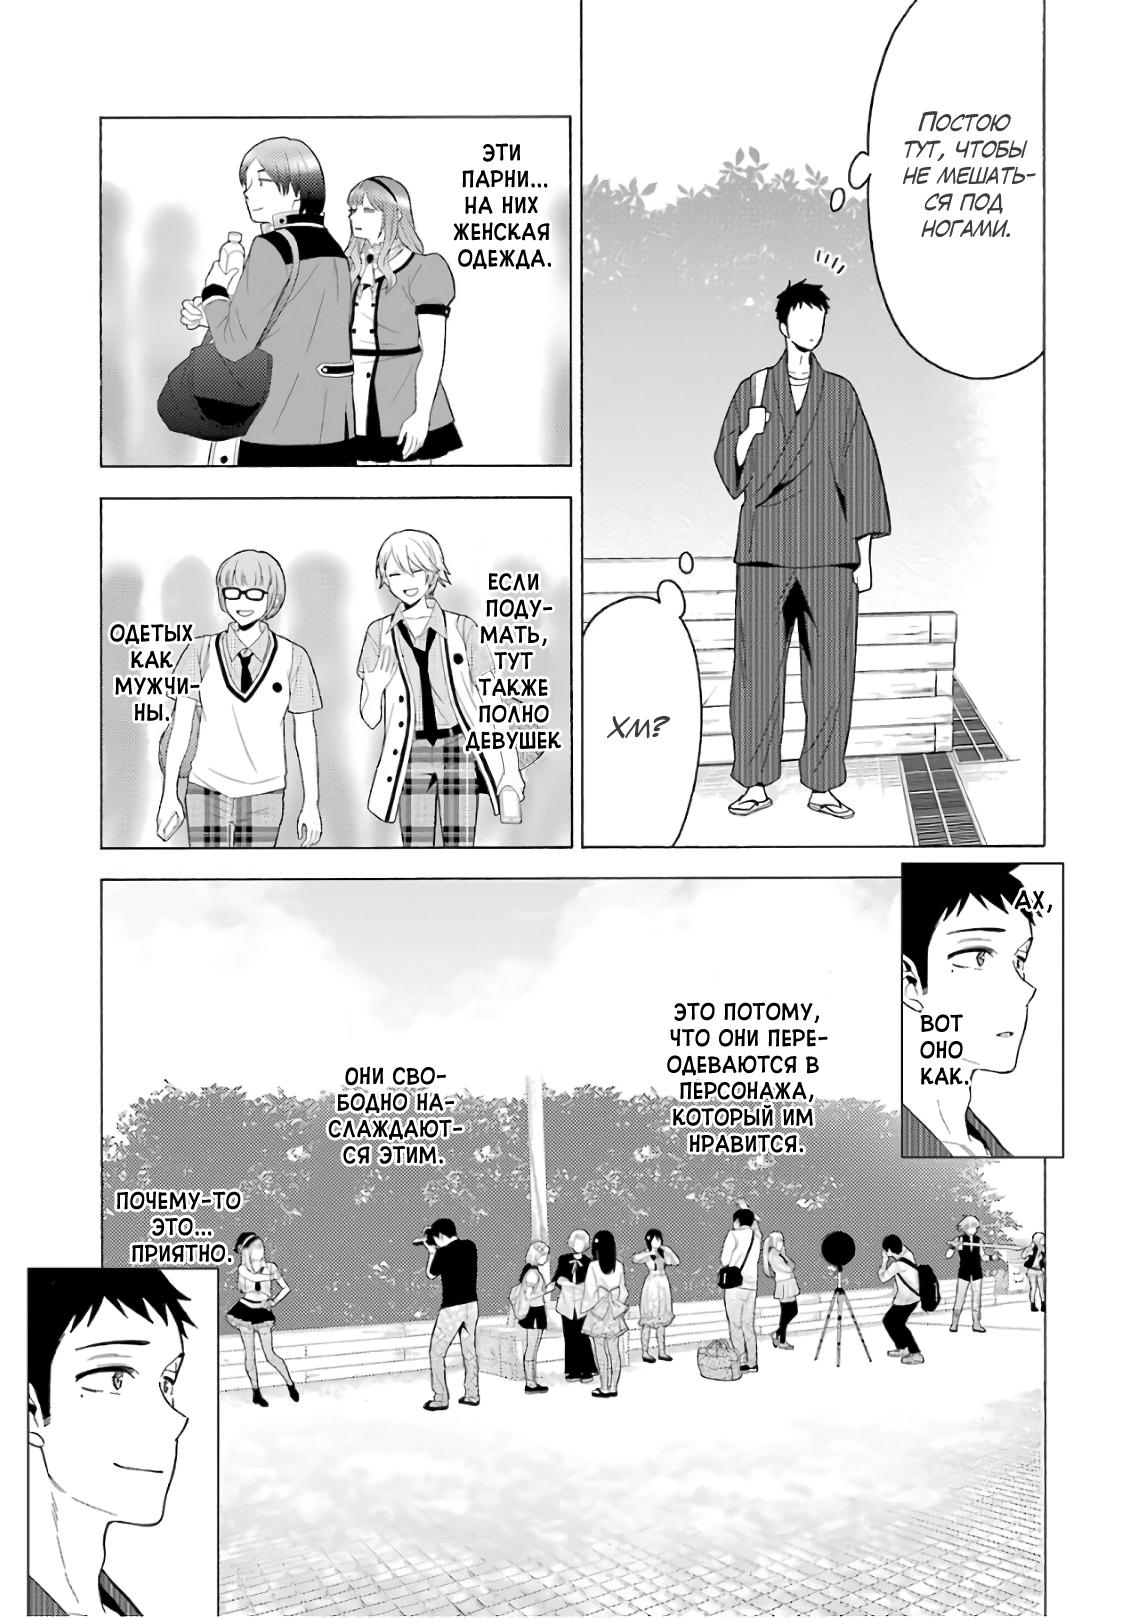 ПОСТОЮ
ТУТ, ЧТОБЫ
НЕ МЕШАТЬ-
СЯ ПОД
НОГАМИ.
ХМ?
ЭТИ
ПАРНИ...
НА НИХ
ЖЕНСКАЯ
ОДЕЖДА.
ЕСЛИ
ПОДУ-
МАТЬ,
ТУТ
ТАКЖЕ
ПОЛНО
ДЕВУШЕК
ОДЕТЫХ
КАК
МУЖЧИ-
НЫ.
АХ,
ВОТ
ОНО
КАК.
ЭТО ПОТОМУ,
ЧТО ОНИ ПЕРЕ-
ОДЕВАЮТСЯ В
ПЕРСОНАЖА,
КОТОРЫЙ ИМ
НРАВИТСЯ.
ОНИ СВО-
БОДНО НА-
СЛАЖДАЮТ-
СЯ ЭТИМ.
ПОЧЕМУ-ТО
ЭТО...
ПРИЯТНО.